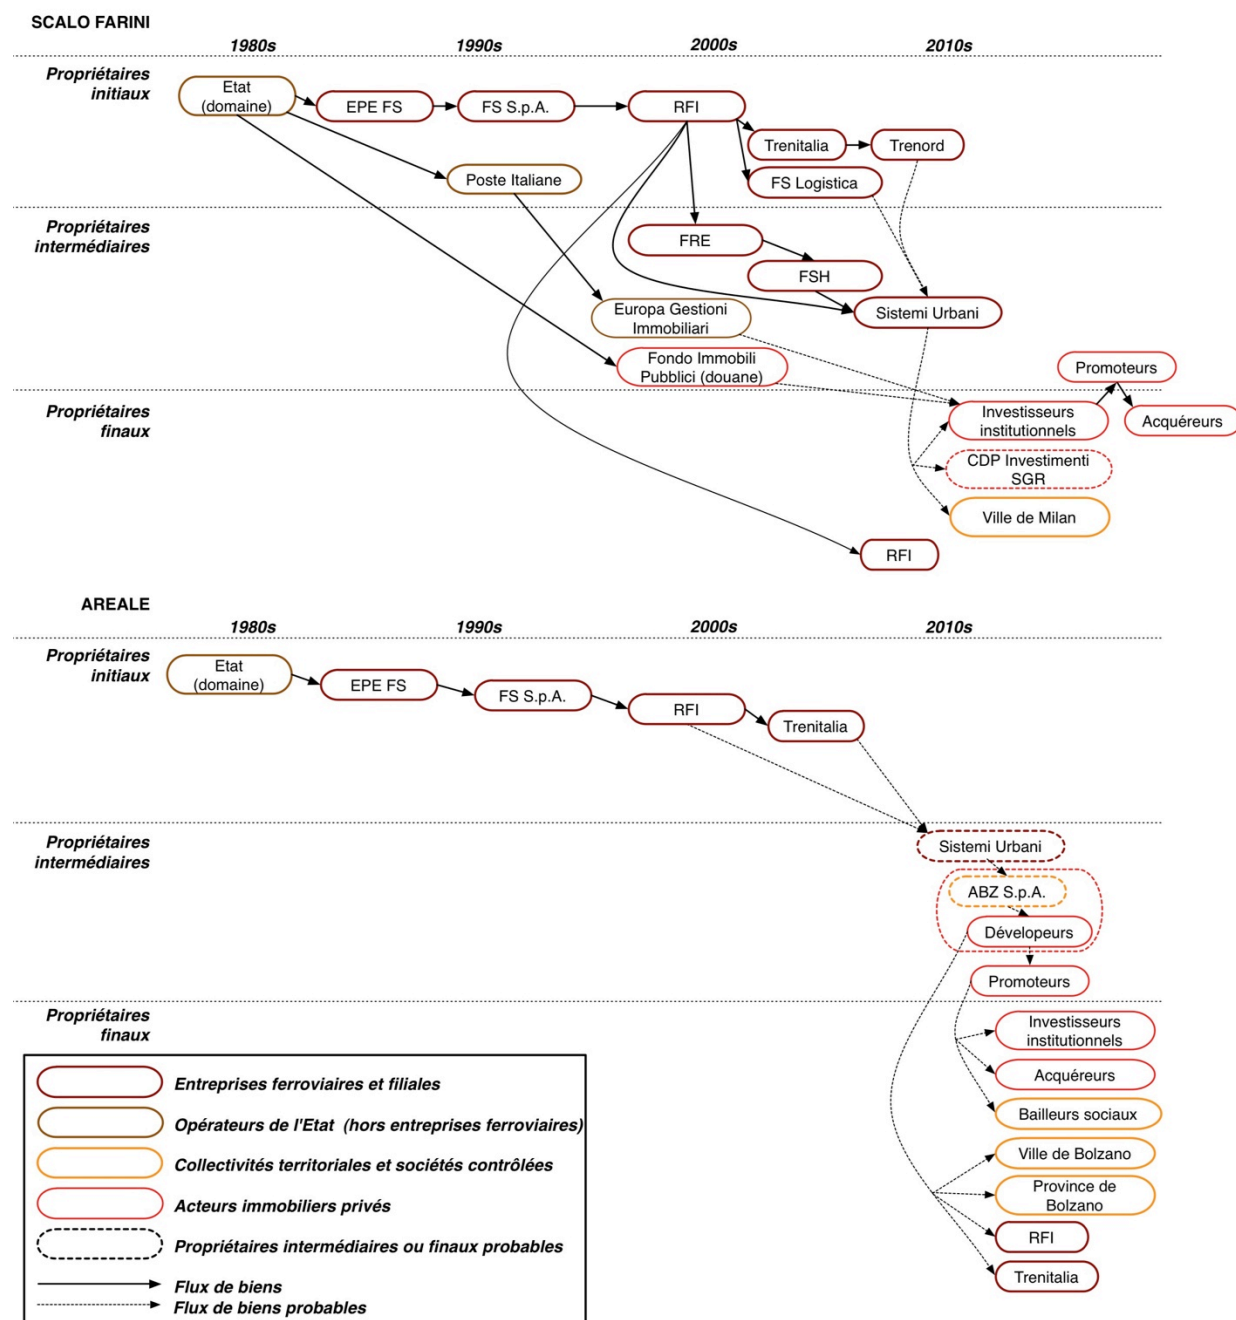 SCALO FARINI
1980s
1990s
2000s
2010s
Propriétaires
initiaux
Etat
(domaine)
EPE FS
FS S.p.A.
RFI
Trenitalia
Trenord
Poste Italiane
FS Logistica
Propriétaires
intermédiaires
FRE
FSH
Europa Gestioni
Immobiliari
Sistemi Urbani
Fondo Immobili
Pubblici (douane)
Promoteurs
Propriétaires
finaux
Investisseurs
institutionnels
Acquéreurs
CDP Investimenti
SGR
Ville de Milan
RFI
AREALE
1980s
1990s
2000s
2010s
Propriétaires
initiaux
Etat
(domaine)
EPE FS
FS S.p.A.
RFI
Trenitalia
Propriétaires
intermédiaires
Sistemi Urbani
ABZ S.p.A.
Dévelopeurs
Promoteurs
Propriétaires
finaux
Investisseurs
institutionnels
Acquéreurs
Bailleurs sociaux
Ville de Bolzano
Province de
Bolzano
RFI
Trenitalia
Entreprises ferroviaires et filiales
Opérateurs de l'Etat (hors entreprises ferroviaires)
Collectivités territoriales et sociétés contrôlées
Acteurs immobiliers privés
Propriétaires intermédiaires ou finaux probables
Flux de biens
Flux de biens probables